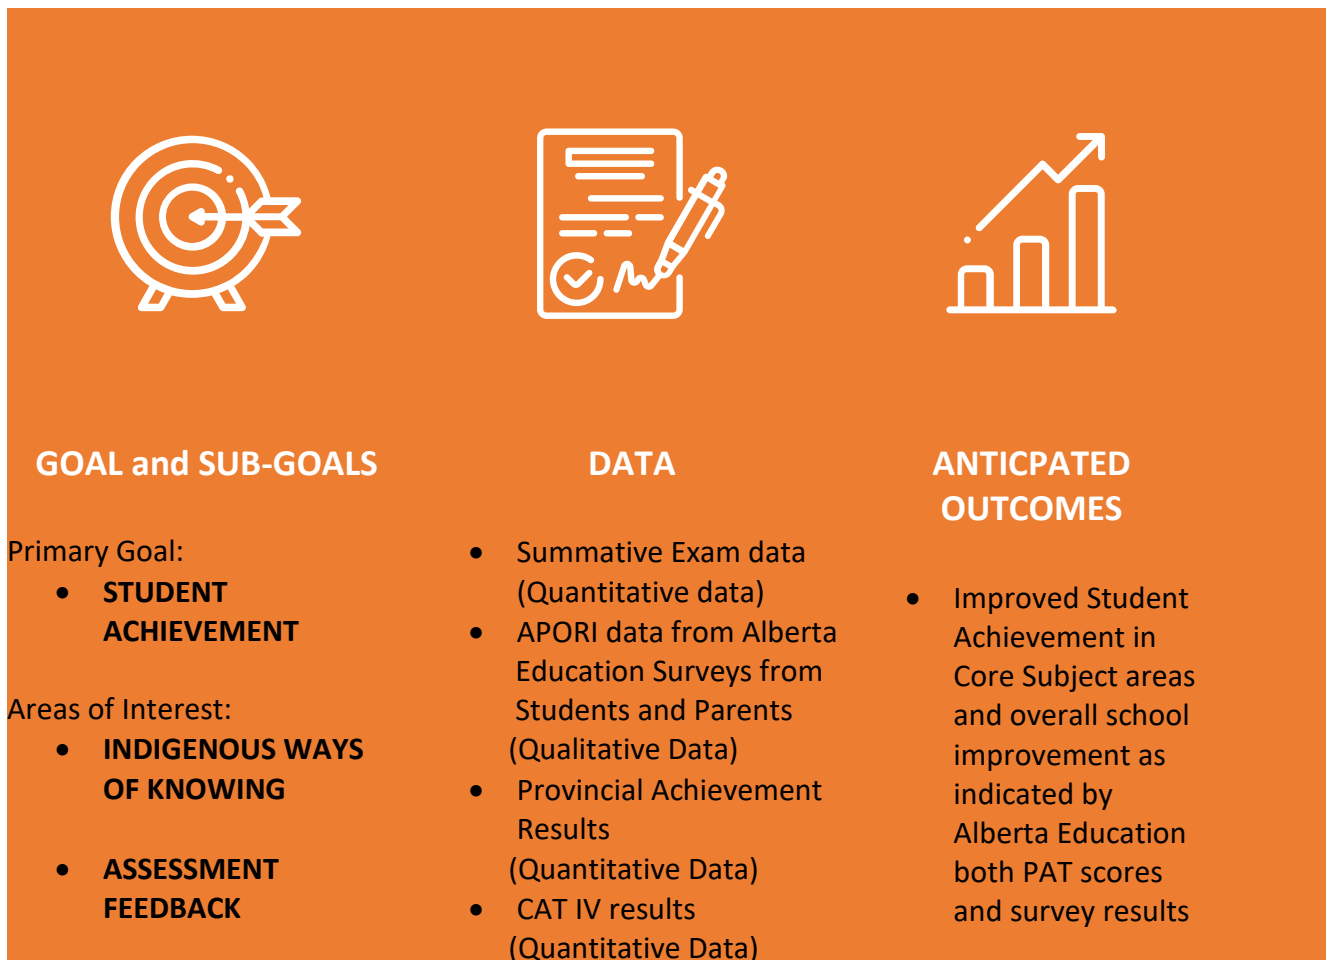 GOAL and SUB-GOALS
Primary Goal:
• STUDENT
ACHIEVEMENT
Areas of Interest:
• INDIGENOUS WAYS
OF KNOWING
• ASSESSMENT
FEEDBACK
DATA
• Summative Exam data
(Quantitative data)
• APORI data from Alberta
Education Surveys from
Students and Parents
(Qualitative Data)
• Provincial Achievement
Results
(Quantitative Data)
• CAT IV results
(Quantitative Data)
ANTICPATED
OUTCOMES
• Improved Student
Achievement in
Core Subject areas
and overall school
improvement as
indicated by
Alberta Education
both PAT scores
and survey results